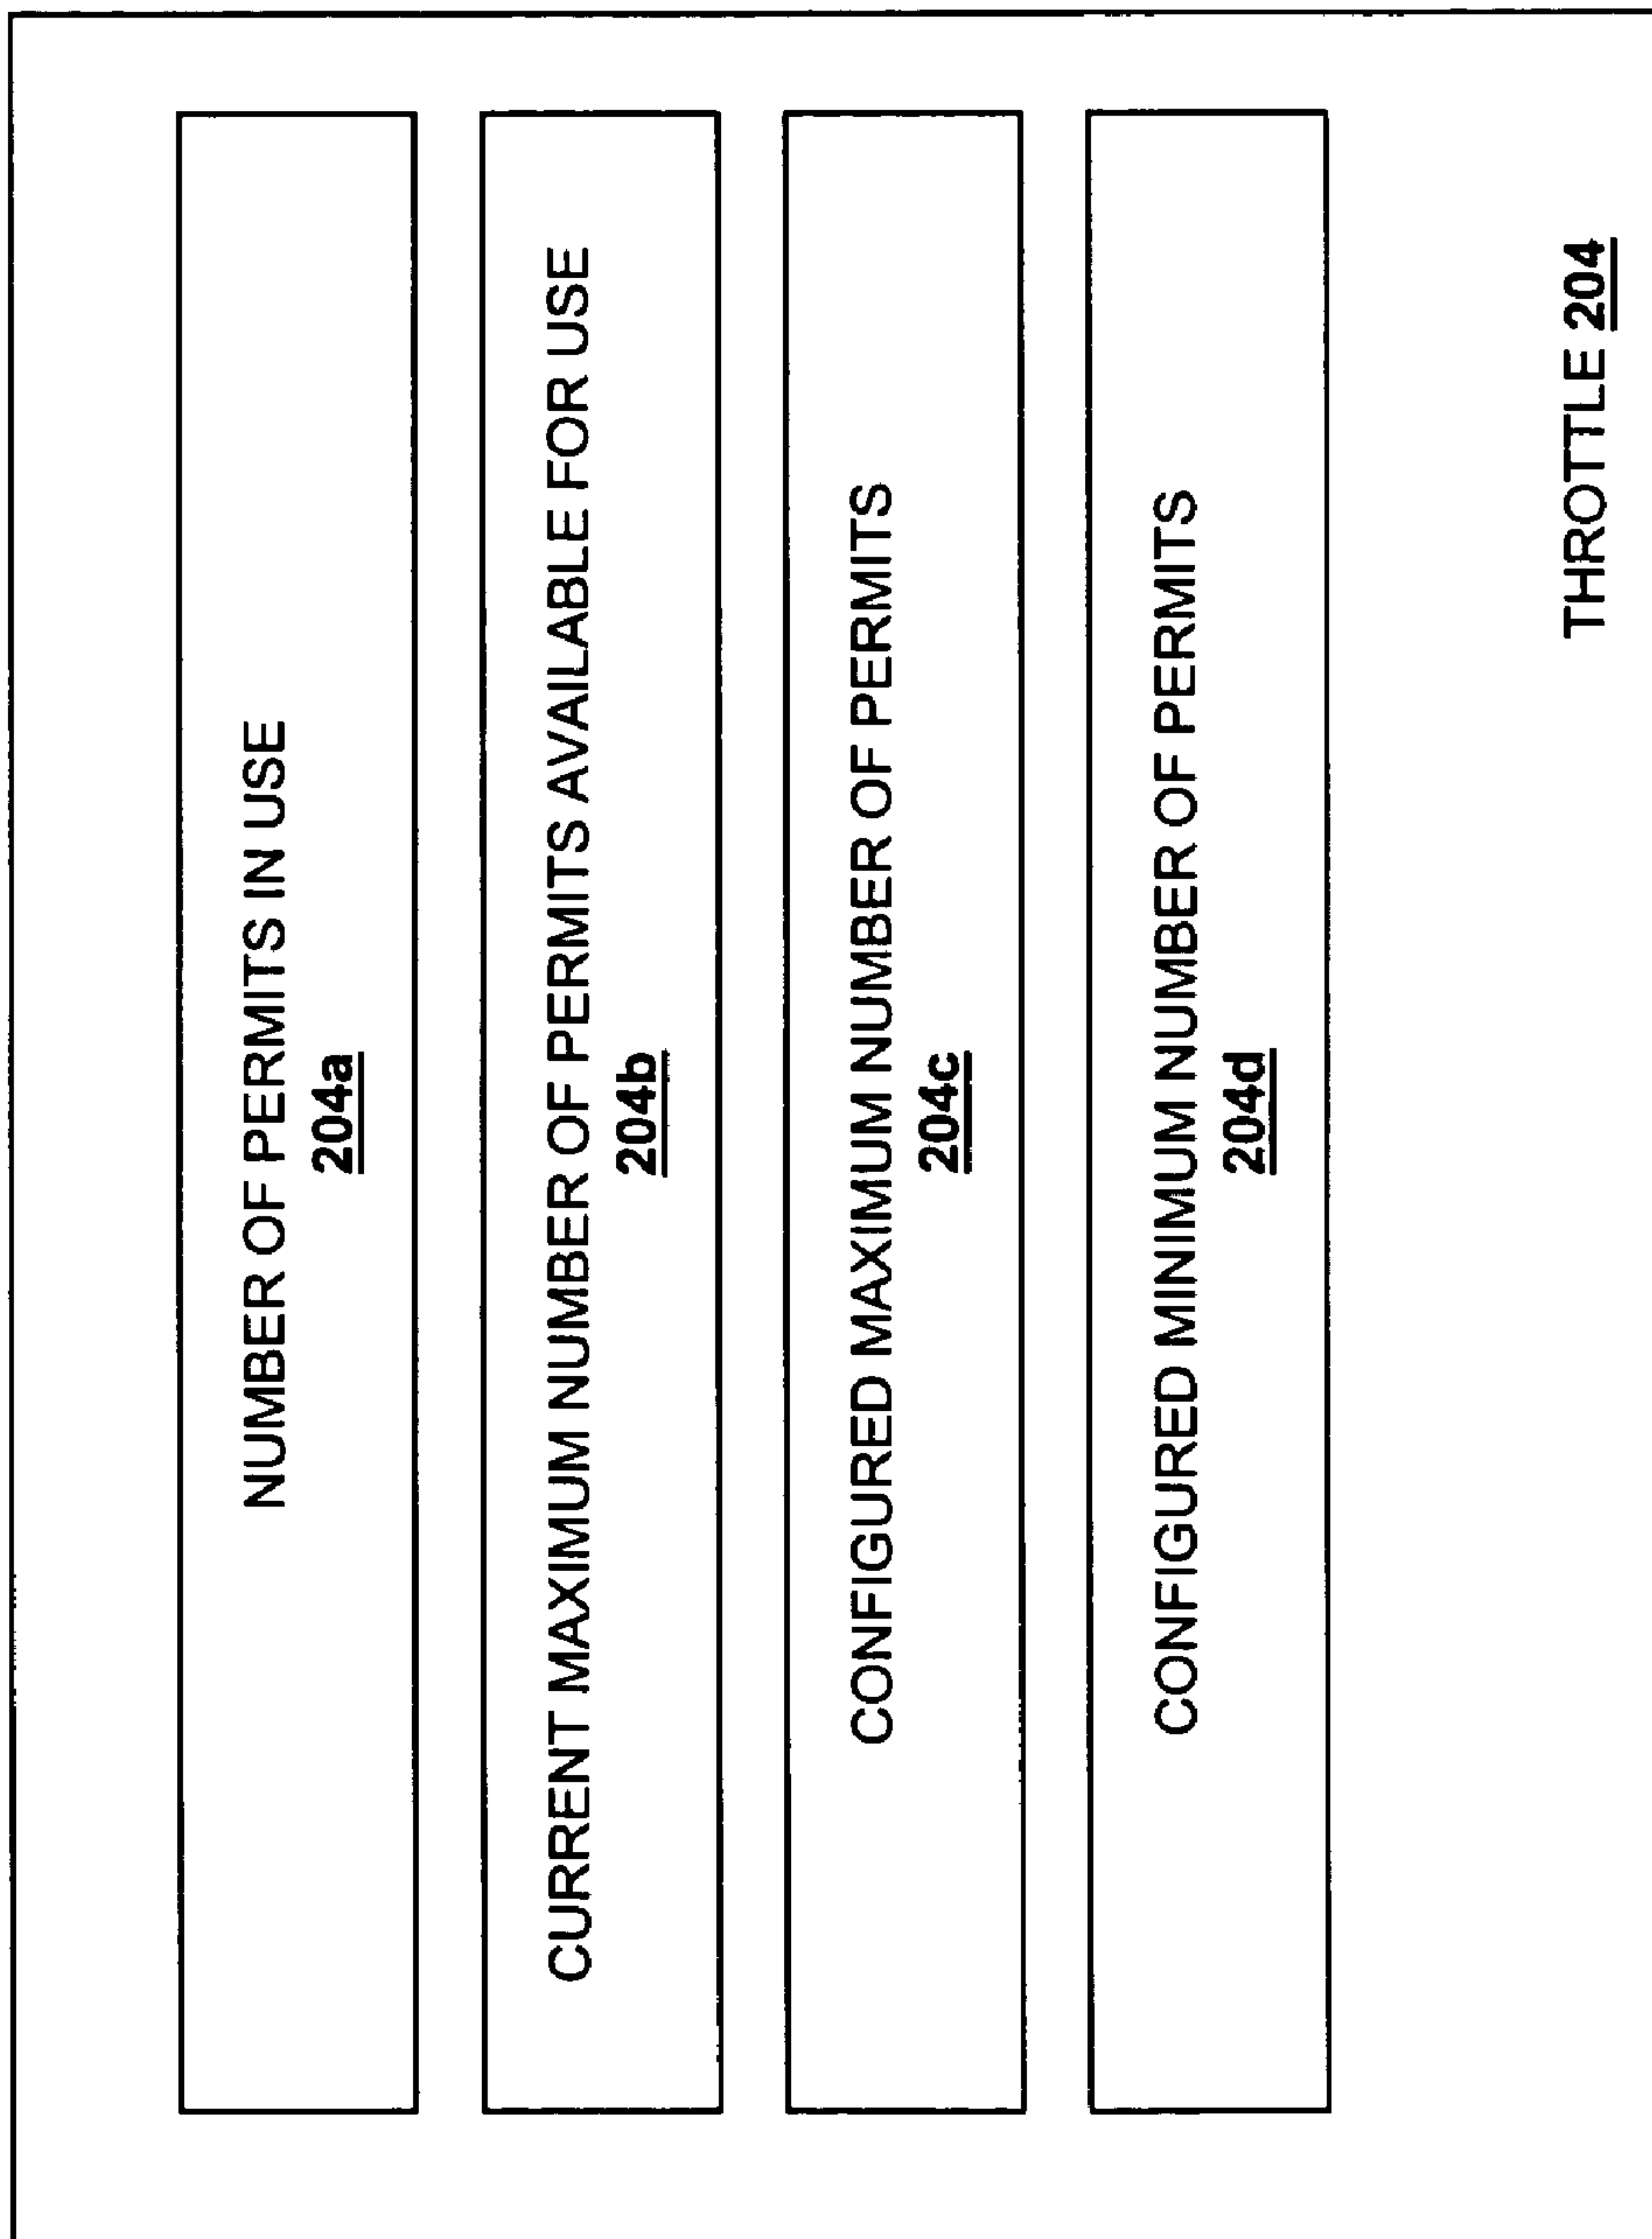 NUMBER OF PERMITS IN USE
204a
CURRENT MAXIMUM NUMBER OF PERMITS AVAILABLE FOR USE
204b
CONFIGURED MAXIMUM NUMBER OF PERMITS
204c
CONFIGURED MINIMUM NUMBER OF PERMITS
204d
THROTTLE 204